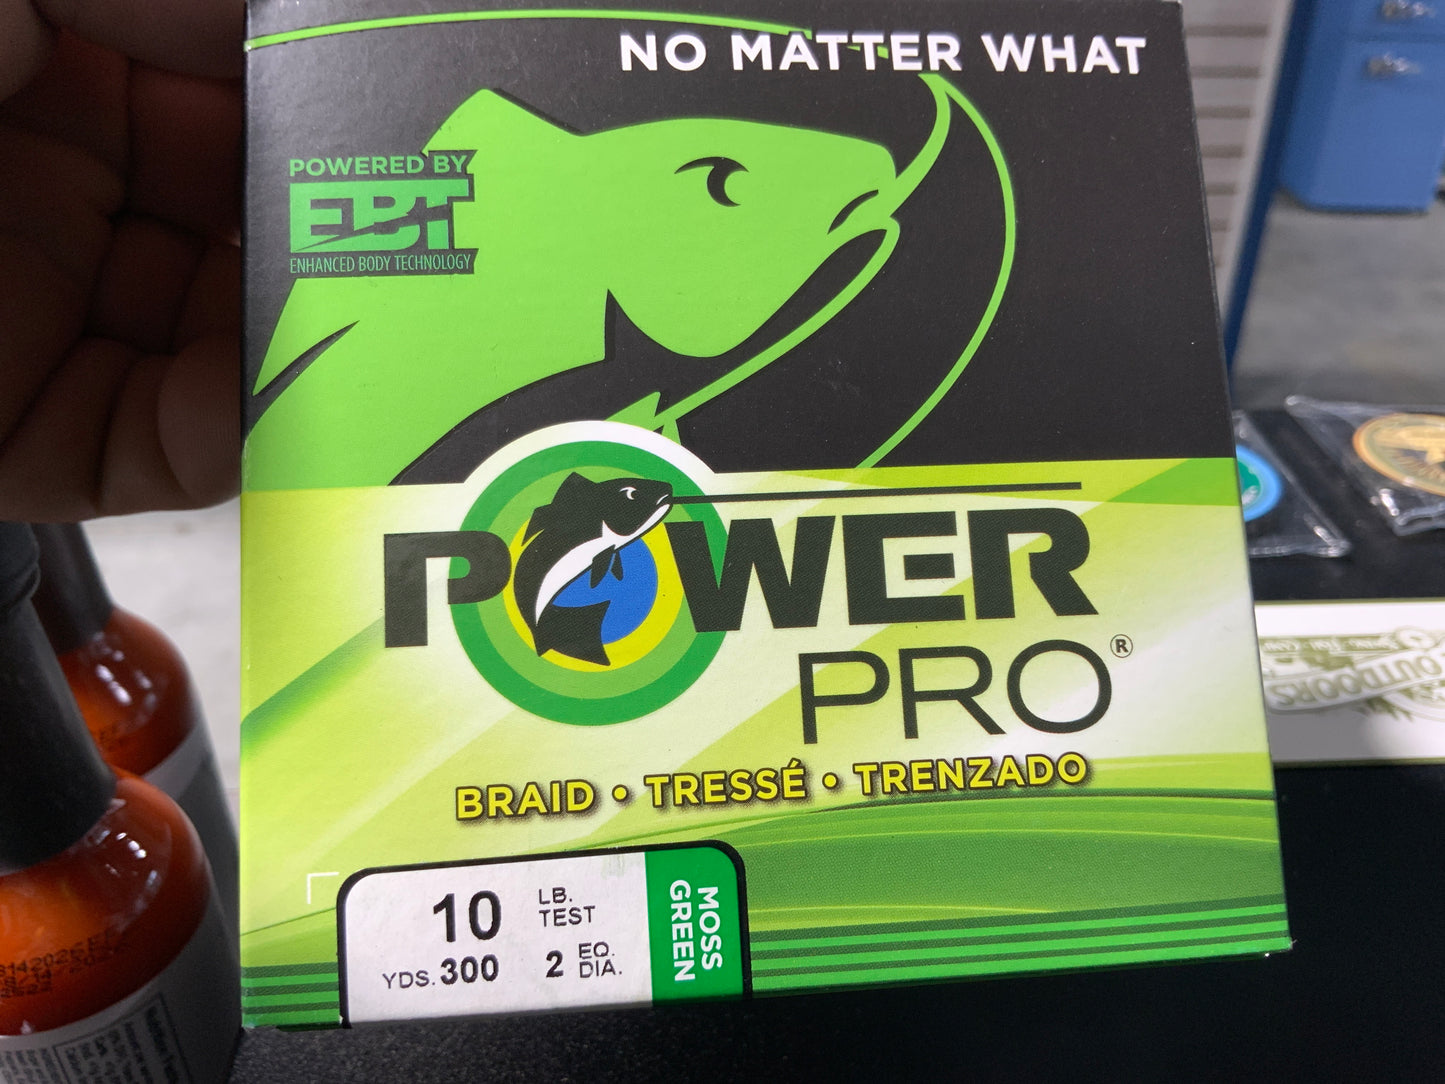 NO MATTER WHAT
POWERED BY
EBT
ENHANCED BODY TECHNOLOGY
POWER
PRO®
BRAID • TRESSÉ • TRENZADO
10 LB. TEST
YDS. 300 2 EQ. DIA.
MOSS GREEN
OUTDOORS